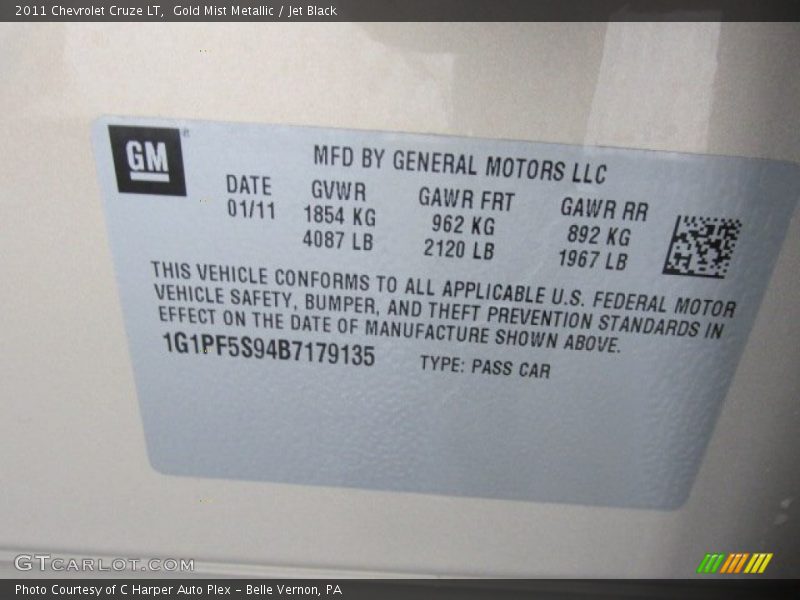 2011 Chevrolet Cruze LT,  Gold Mist Metallic / Jet Black
GM®
MFD BY GENERAL MOTORS LLC
DATE GVWR GAWR FRT GAWR RR
01/11 1854 KG 962 KG 892 KG
4087 LB 2120 LB 1967 LB
THIS VEHICLE CONFORMS TO ALL APPLICABLE U.S. FEDERAL MOTOR
VEHICLE SAFETY, BUMPER, AND THEFT PREVENTION STANDARDS IN
EFFECT ON THE DATE OF MANUFACTURE SHOWN ABOVE.
1G1PF5S94B7179135 TYPE: PASS CAR
GTCARLOT.COM
Photo Courtesy of C Harper Auto Plex - Belle Vernon, PA